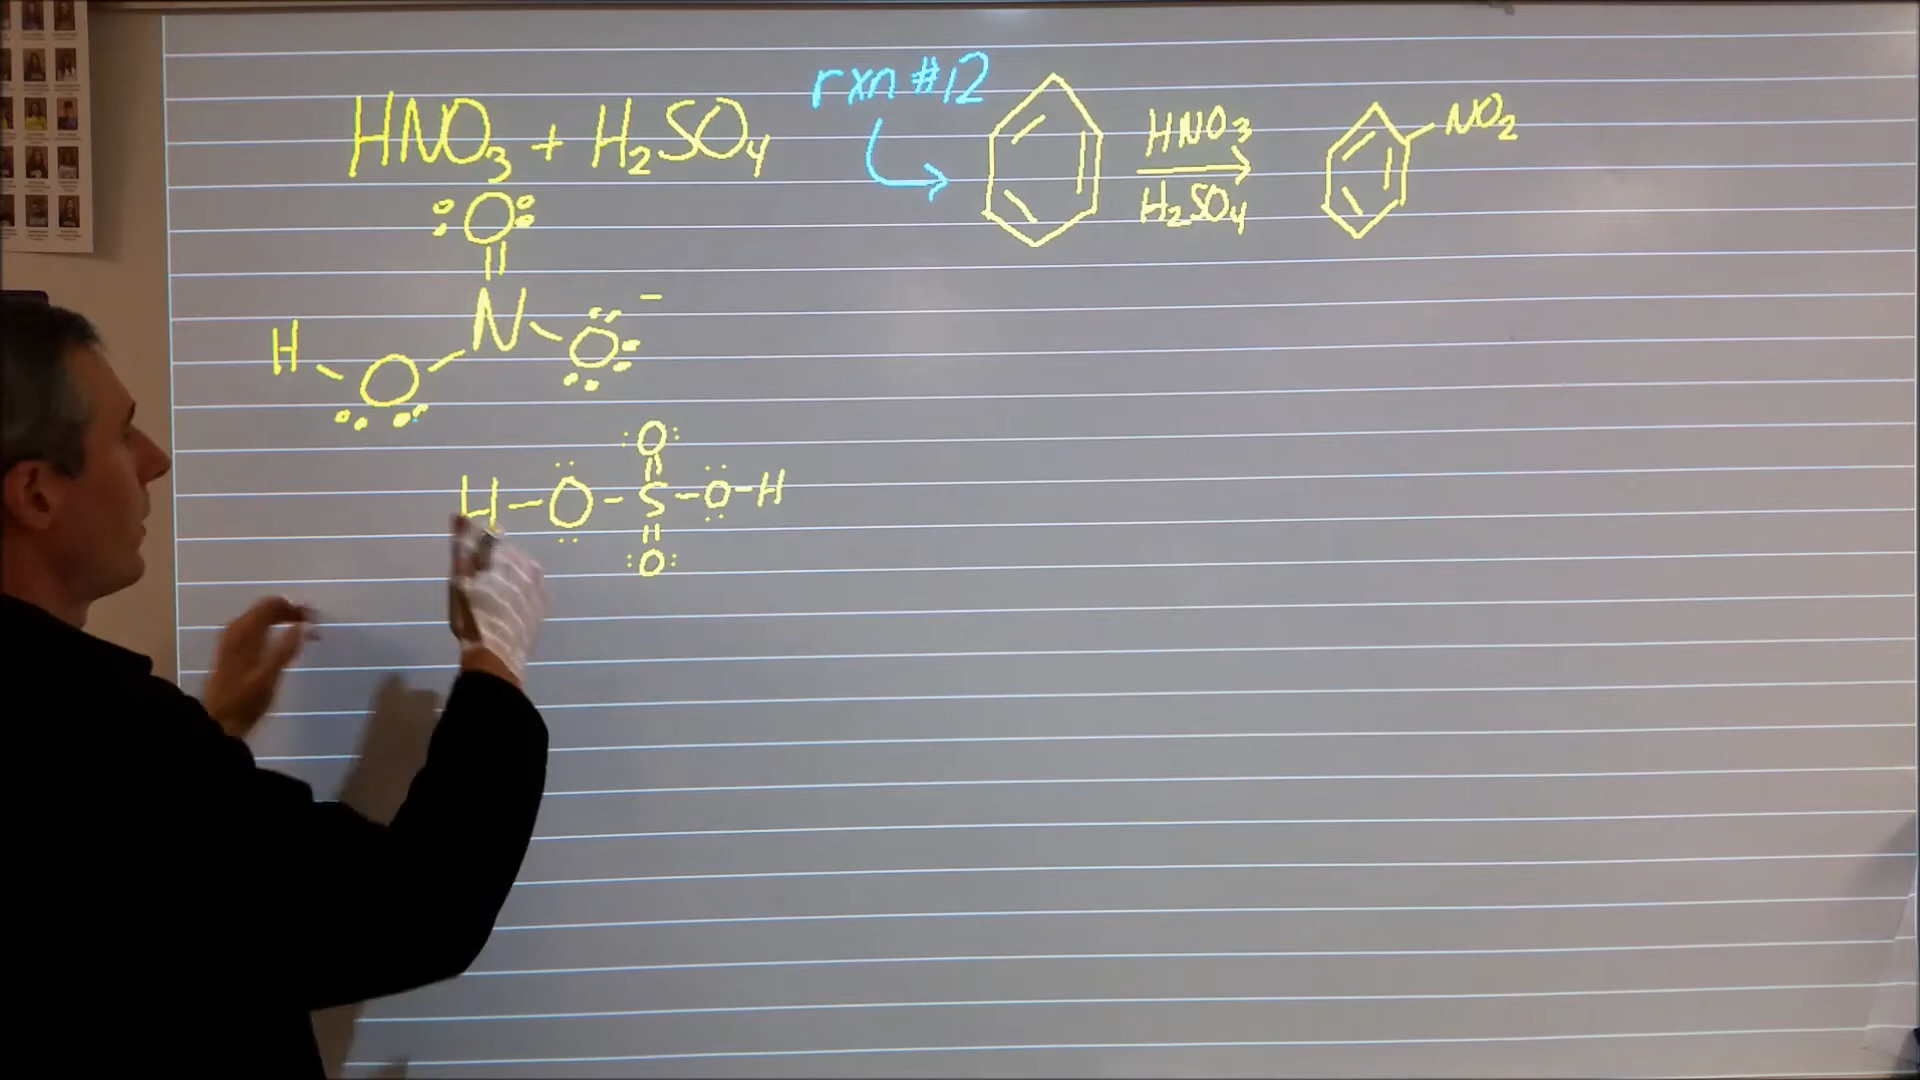 HNO₃ + H₂SO₄
rxn #12
HNO₃
H₂SO₄
NO₂
O
N −
H O O
O
H-O-S-O-H
O